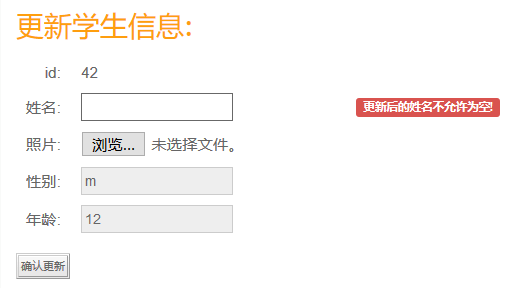 更新学生信息:
id: 42
姓名: 更新后的姓名不允许为空!
照片: 浏览... 未选择文件。
性别: m
年龄: 12
确认更新